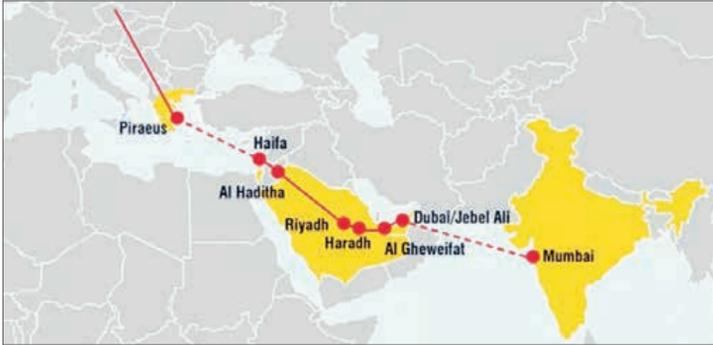 Piraeus
Haifa
Al Haditha
Riyadh
Haradh
Al Gheweifat
Dubai/Jebel Ali
Mumbai